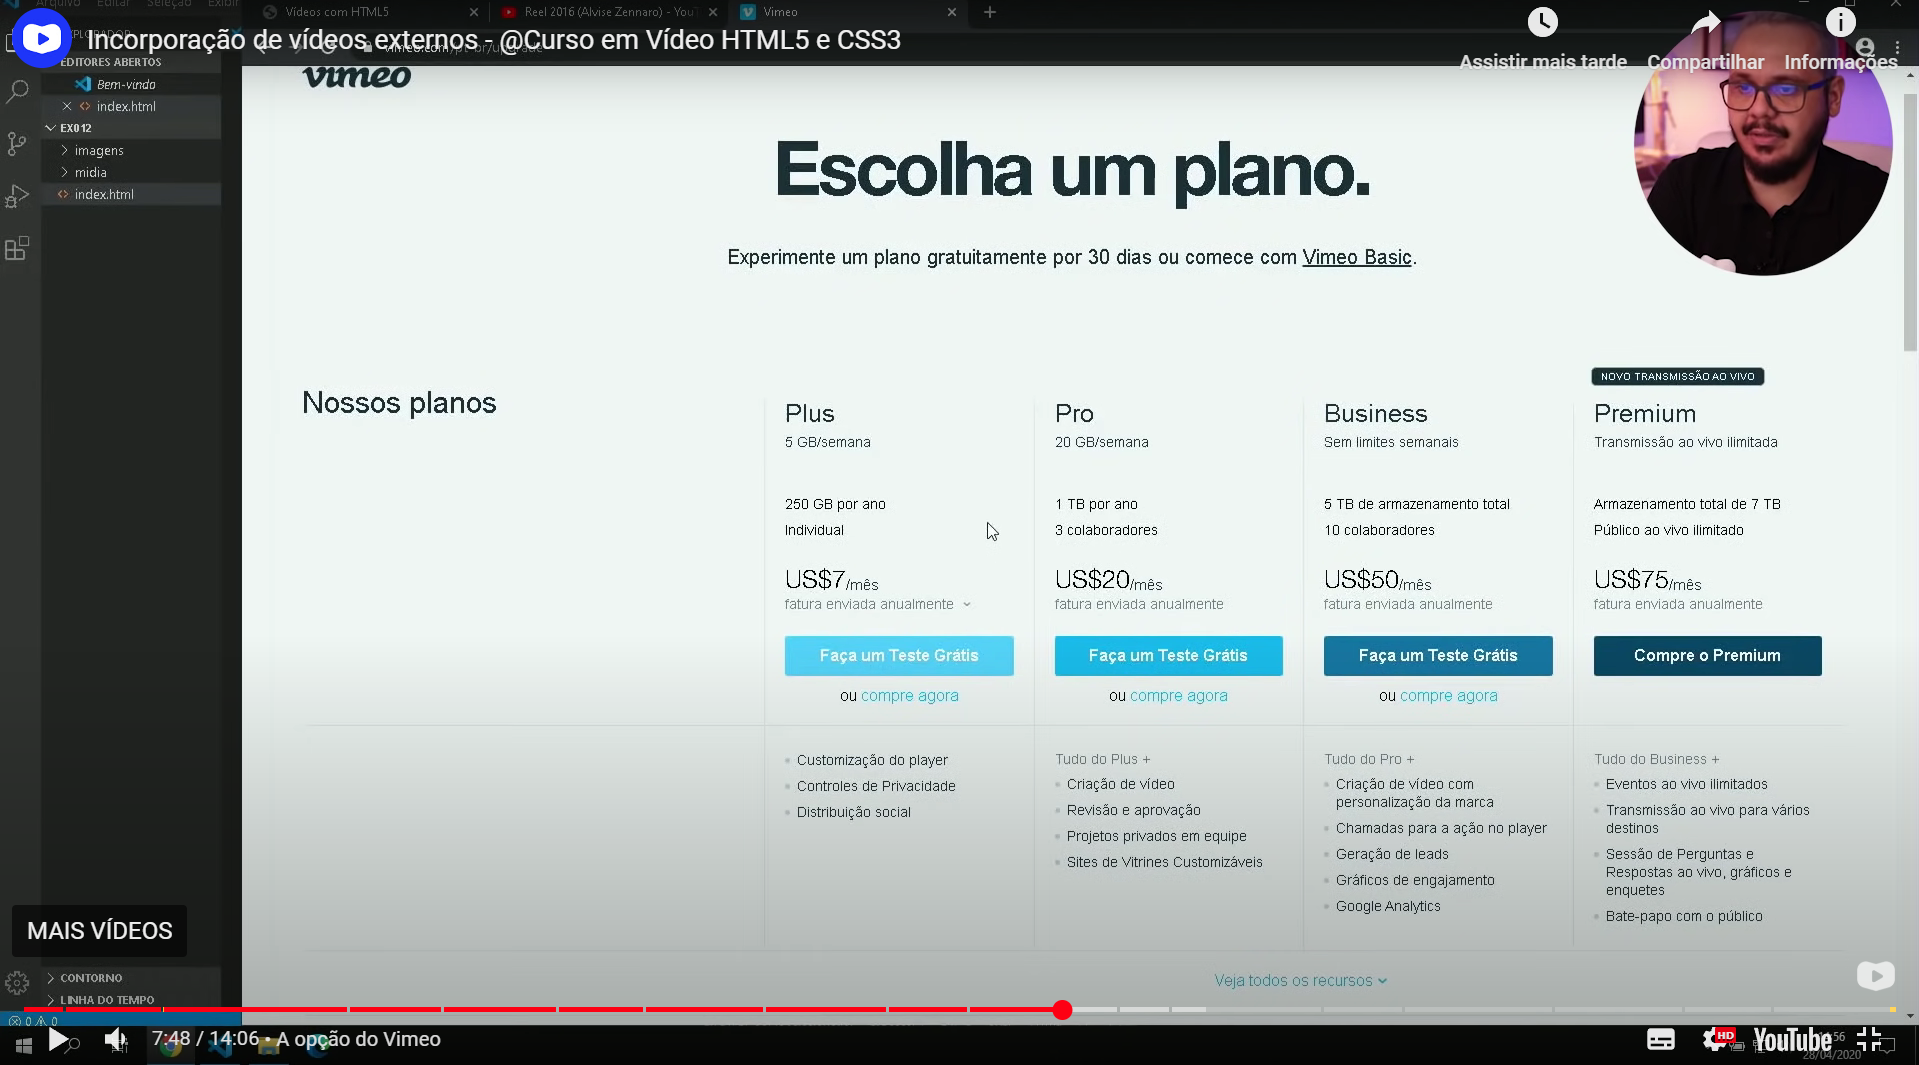 Arquivo Editar Seleção Exibir
Vídeos com HTML5
Reel 2016 (Alvise Zennaro) - You
Vimeo
Incorporação de vídeos externos - @Curso em Vídeo HTML5 e CSS3
Assistir mais tarde
Compartilhar
Informações
EDITORES ABERTOS
Bem-vindo
index.html
EX012
imagens
midia
index.html
vimeo
Escolha um plano.
Experimente um plano gratuitamente por 30 dias ou comece com Vimeo Basic.
Nossos planos
Plus
5 GB/semana
250 GB por ano
Individual
US$7/mês
fatura enviada anualmente
Faça um Teste Grátis
ou compre agora
Customização do player
Controles de Privacidade
Distribuição social
Pro
20 GB/semana
1 TB por ano
3 colaboradores
US$20/mês
fatura enviada anualmente
Faça um Teste Grátis
ou compre agora
Tudo do Plus +
Criação de vídeo
Revisão e aprovação
Projetos privados em equipe
Sites de Vitrines Customizáveis
Business
Sem limites semanais
5 TB de armazenamento total
10 colaboradores
US$50/mês
fatura enviada anualmente
Faça um Teste Grátis
ou compre agora
Tudo do Pro +
Criação de vídeo com
personalização da marca
Chamadas para a ação no player
Geração de leads
Gráficos de engajamento
Google Analytics
NOVO TRANSMISSÃO AO VIVO
Premium
Transmissão ao vivo ilimitada
Armazenamento total de 7 TB
Público ao vivo ilimitado
US$75/mês
fatura enviada anualmente
Compre o Premium
Tudo do Business +
Eventos ao vivo ilimitados
Transmissão ao vivo para vários
destinos
Sessão de Perguntas e
Respostas ao vivo, gráficos e
enquetes
Bate-papo com o público
Veja todos os recursos
MAIS VÍDEOS
CONTORNO
LINHA DO TEMPO
0 0
7:48 / 14:06 • A opção do Vimeo
HD
YouTube
28/04/2020